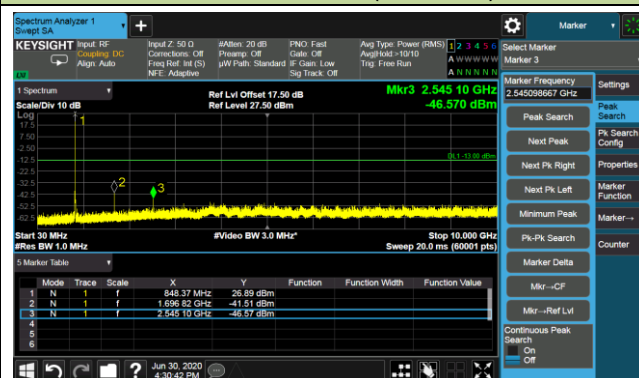 Spectrum Analyzer 1
Swept SA
Marker
KEYSIGHT
Input: RF
Coupling: DC
Align: Auto
Input Z: 50 Ω
Corrections: Off
Freq Ref: Int (S)
NFE: Adaptive
#Atten: 20 dB
Preamp: Off
µW Path: Standard
PNO: Fast
Gate: Off
IF Gain: Low
Sig Track: Off
Avg Type: Power (RMS)
Avg|Hold:>10/10
Trig: Free Run
1 2 3 4 5 6
A W W W W W
A N N N N N
Select Marker
Marker 3
Marker Frequency
2.545098667 GHz
Settings
Peak Search
Peak
Search
Next Peak
Pk Search
Config
Next Pk Right
Properties
Next Pk Left
Marker
Function
Minimum Peak
Marker→
Pk-Pk Search
Counter
Marker Delta
Mkr→CF
Mkr→Ref Lvl
Continuous Peak
Search
On
Off
1 Spectrum
Scale/Div 10 dB
Log
Ref Lvl Offset 17.50 dB
Ref Level 27.50 dBm
Mkr3 2.545 10 GHz
-46.570 dBm
17.5
7.50
-2.50
-12.5
-22.5
-32.5
-42.5
-52.5
-62.5
1
2
3
DL1 -13.00 dBm
Start 30 MHz
#Res BW 1.0 MHz
#Video BW 3.0 MHz*
Stop 10.000 GHz
Sweep 20.0 ms (60001 pts)
5 Marker Table
Mode Trace Scale X Y Function Function Width Function Value
1 N 1 f 848.37 MHz 26.89 dBm
2 N 1 f 1.696 82 GHz -41.51 dBm
3 N 1 f 2.545 10 GHz -46.57 dBm
4
5
6
Jun 30, 2020
4:30:42 PM